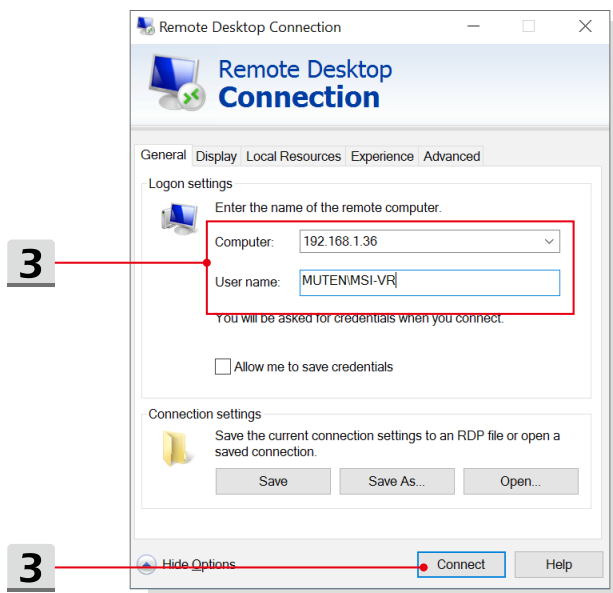 Remote Desktop Connection
Remote Desktop
Connection
General Display Local Resources Experience Advanced
Logon settings
Enter the name of the remote computer.
3
Computer: 192.168.1.36
User name: MUTEN\MSI-VR
You will be asked for credentials when you connect.
Allow me to save credentials
Connection settings
Save the current connection settings to an RDP file or open a
saved connection.
Save Save As... Open...
3
Hide Options Connect Help